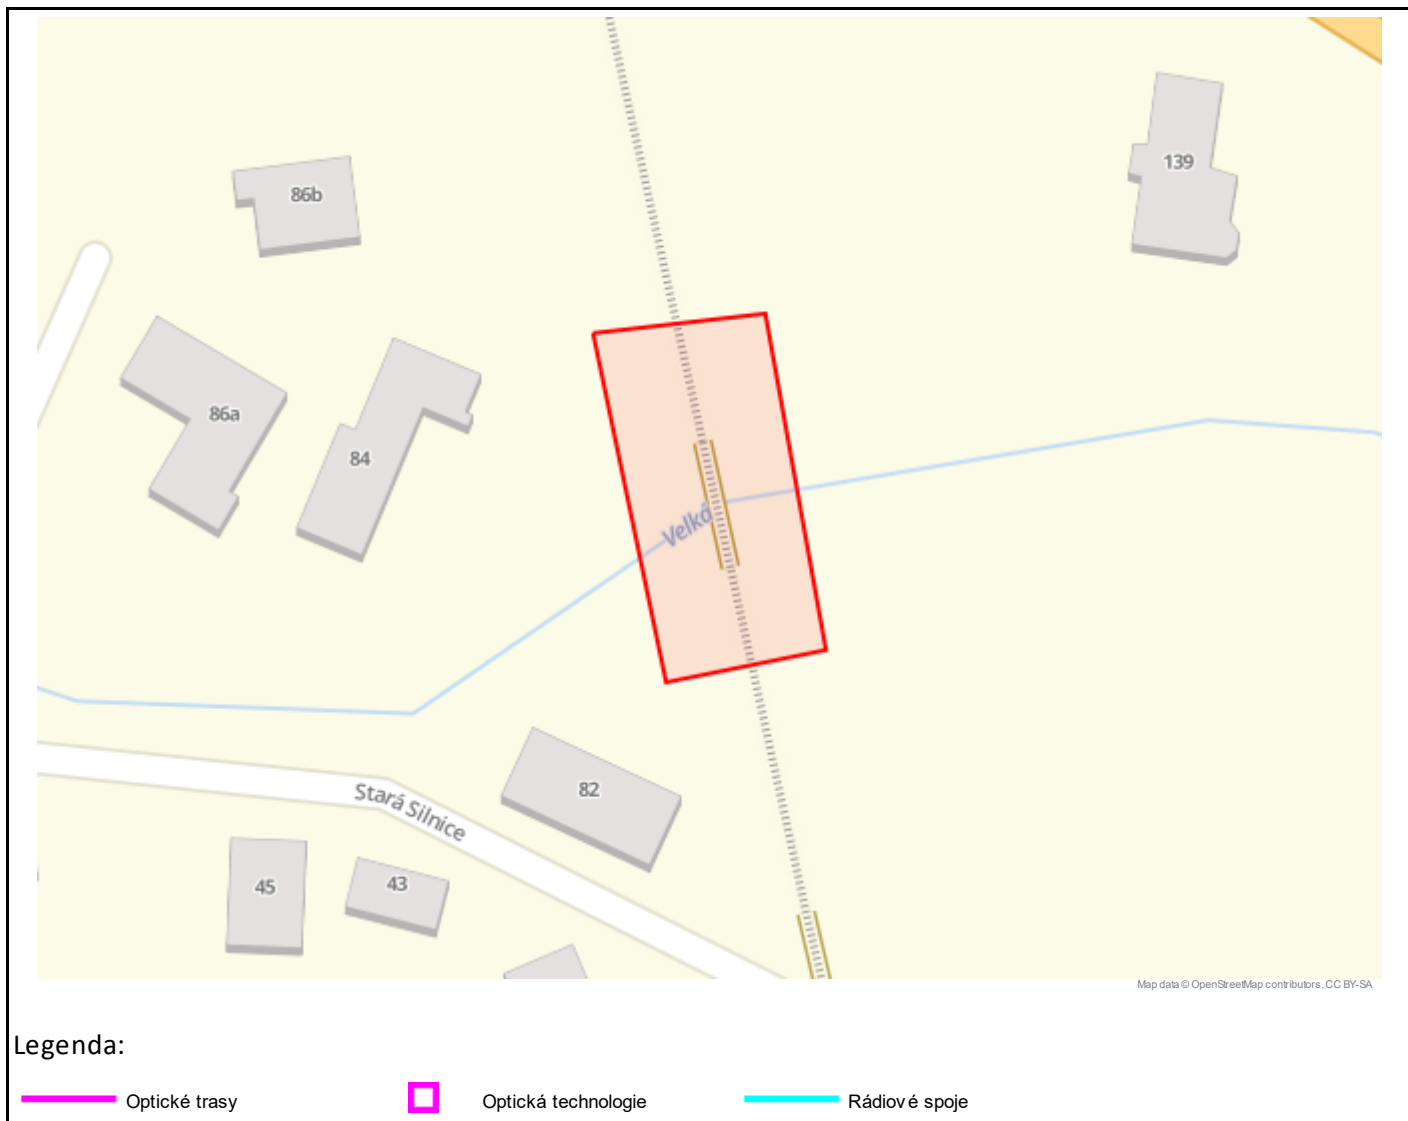 139
86b
86a
84
Velká
82
Stará Silnice
45
43
Map data © OpenStreetMap contributors, CC BY-SA
Legenda:
Optické trasy
Optická technologie
Rádiové spoje